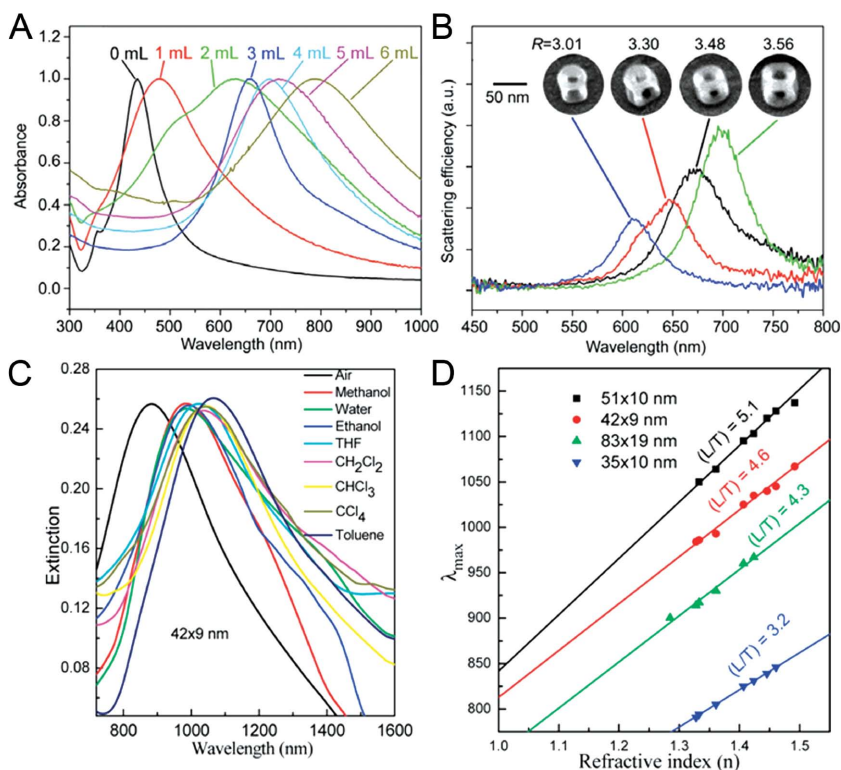 A
0 mL
1 mL
2 mL
3 mL
4 mL
5 mL
6 mL
Absorbance
1.0
0.8
0.6
0.4
0.2
0.0
300 400 500 600 700 800 900 1000
Wavelength (nm)
B
R=3.01 3.30 3.48 3.56
50 nm
Scattering efficiency (a.u.)
450 500 550 600 650 700 750 800
Wavelength (nm)
C
Extinction
0.28
0.24
0.20
0.16
0.12
0.08
Air
Methanol
Water
Ethanol
THF
CH2Cl2
CHCl3
CCl4
Toluene
42x9 nm
800 1000 1200 1400 1600
Wavelength (nm)
D
λmax
1150
1100
1050
1000
950
900
850
800
51x10 nm
42x9 nm
83x19 nm
35x10 nm
(L/T) = 5.1
(L/T) = 4.6
(L/T) = 4.3
(L/T) = 3.2
1.0 1.1 1.2 1.3 1.4 1.5
Refractive index (n)